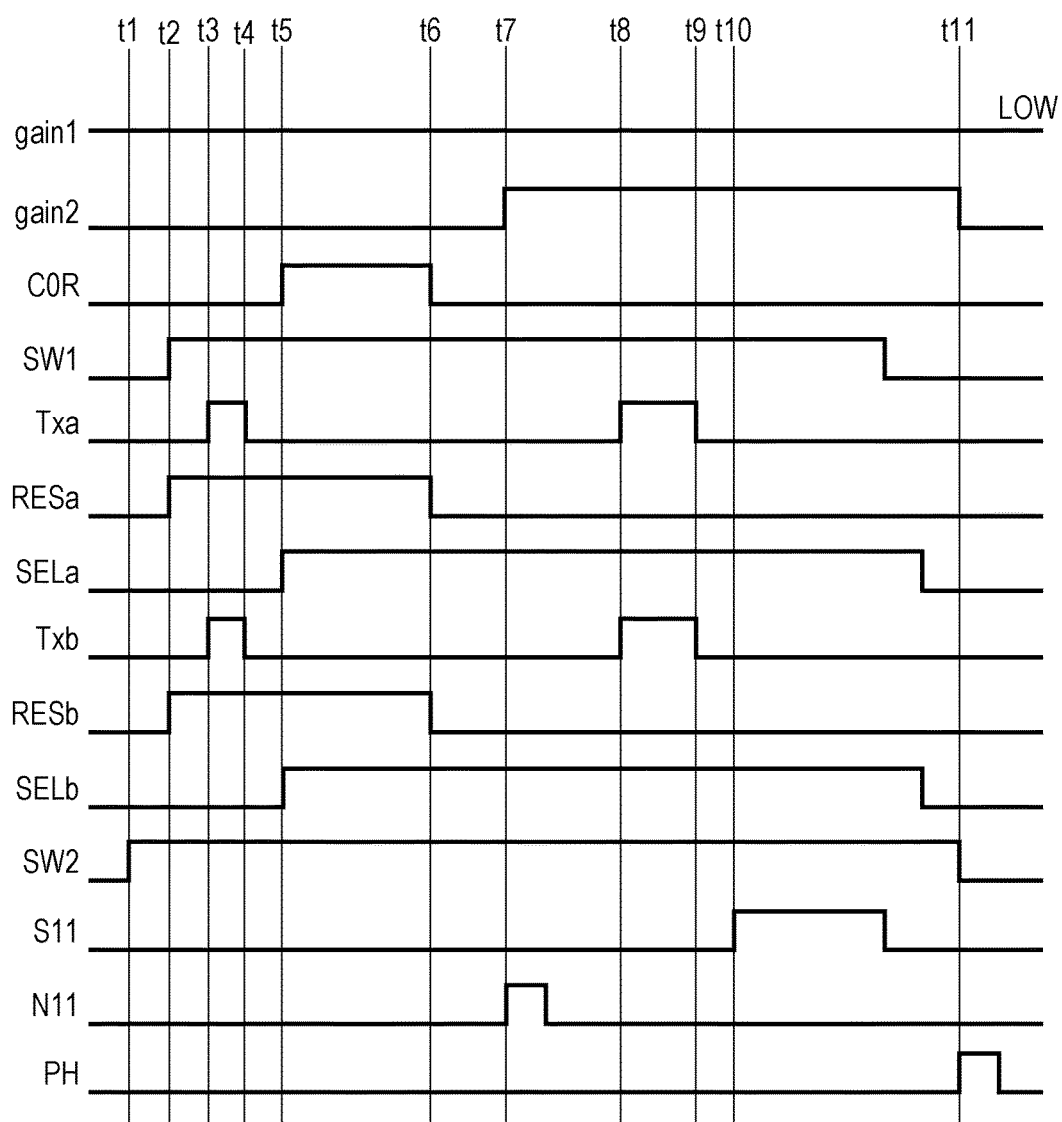 t1 t2 t3 t4 t5 t6 t7 t8 t9 t10 t11
LOW
gain1
gain2
C0R
SW1
Txa
RESa
SELa
Txb
RESb
SELb
SW2
S11
N11
PH